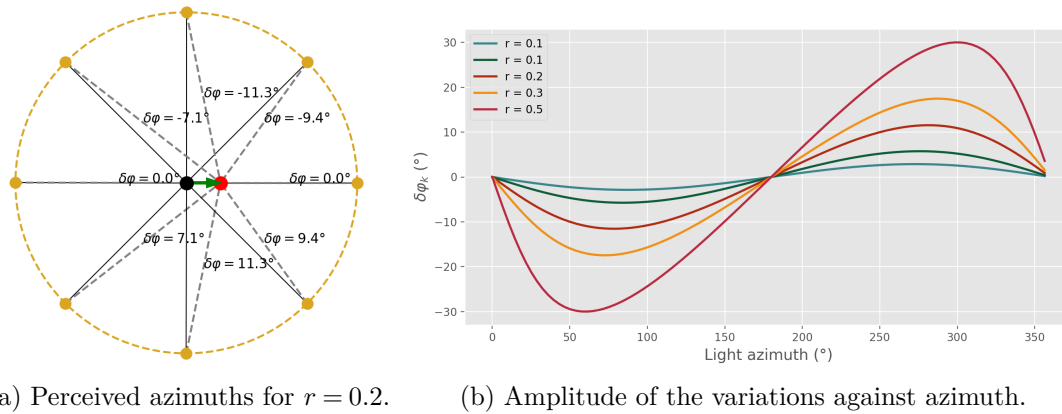 δφ = -11.3°
δφ = -7.1°
δφ = -9.4°
δφ = 0.0°
δφ = 0.0°
δφ = 7.1°
δφ = 9.4°
δφ = 11.3°
a) Perceived azimuths for r = 0.2.
r = 0.1
r = 0.1
r = 0.2
r = 0.3
r = 0.5
30
20
10
0
−10
−20
−30
δφk (°)
0
50
100
150
200
250
300
350
Light azimuth (°)
(b) Amplitude of the variations against azimuth.